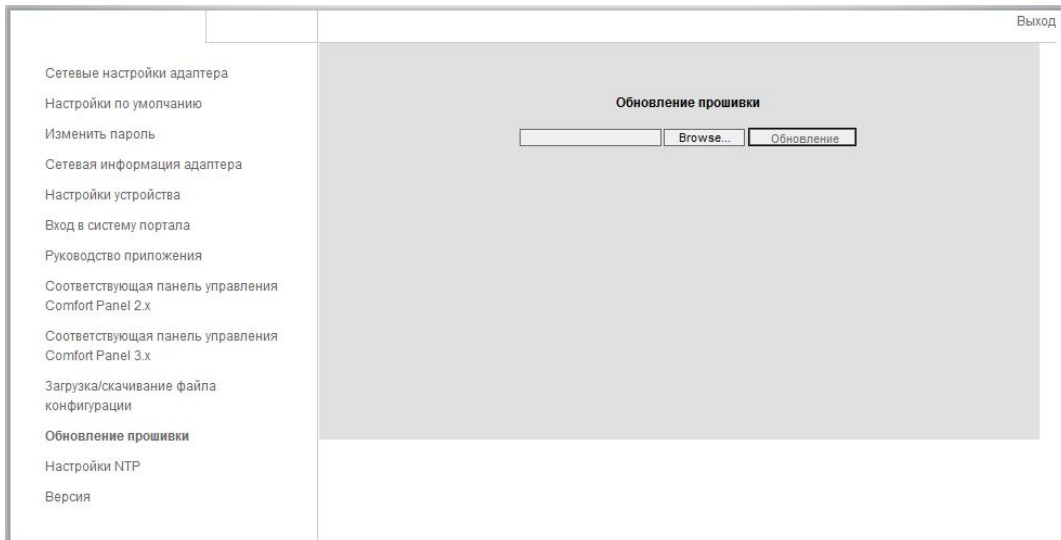 Выход
Сетевые настройки адаптера
Настройки по умолчанию
Изменить пароль
Сетевая информация адаптера
Настройки устройства
Вход в систему портала
Руководство приложения
Соответствующая панель управления
Comfort Panel 2.x
Соответствующая панель управления
Comfort Panel 3.x
Загрузка/скачивание файла
конфигурации
Обновление прошивки
Настройки NTP
Версия
Обновление прошивки
Browse... Обновление